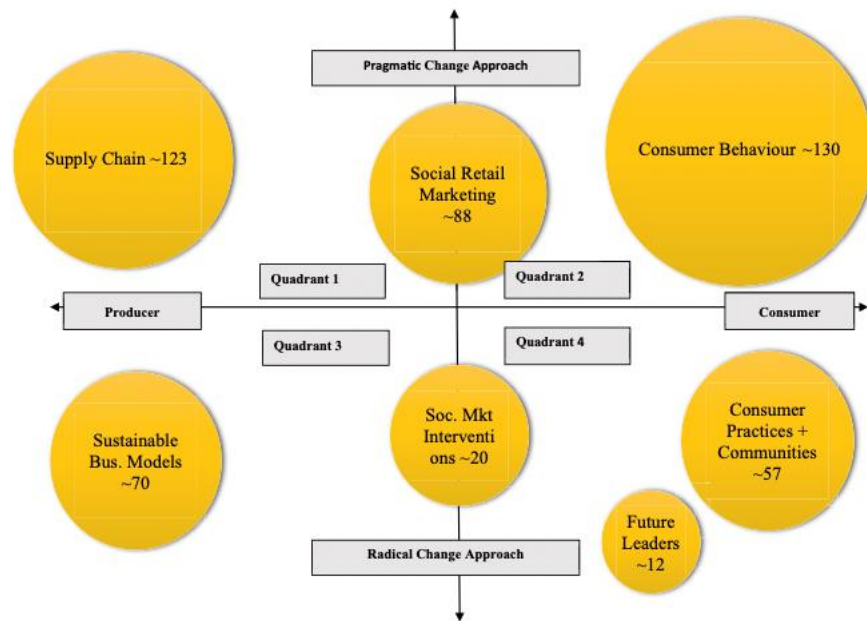 Pragmatic Change Approach
Supply Chain ~123
Social Retail
Marketing
~88
Consumer Behaviour ~130
Quadrant 1
Quadrant 2
Producer
Consumer
Quadrant 3
Quadrant 4
Sustainable
Bus. Models
~70
Soc. Mkt
Interventi
ons ~20
Consumer
Practices +
Communities
~57
Future
Leaders
~12
Radical Change Approach